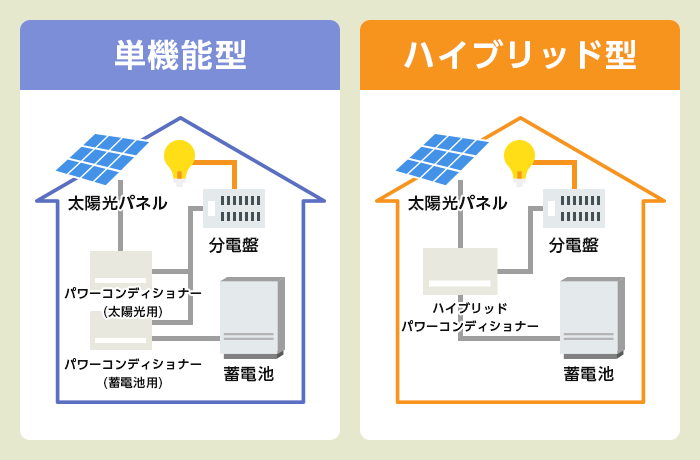 単機能型
太陽光パネル
分電盤
パワーコンディショナー
(太陽光用)
パワーコンディショナー
(蓄電池用)
蓄電池
ハイブリッド型
太陽光パネル
分電盤
ハイブリッド
パワーコンディショナー
蓄電池